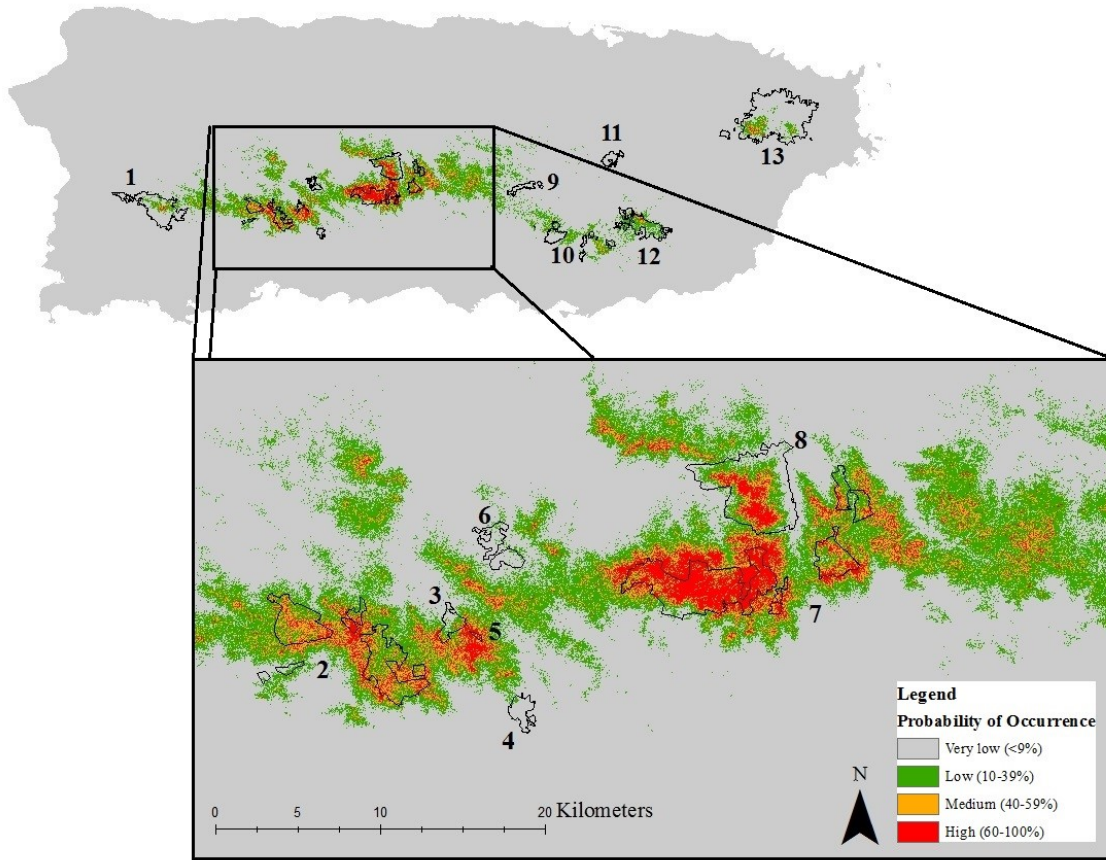 1
11
13
9
10
12
8
6
3
5
7
2
4
Legend
Probability of Occurrence
Very low (<9%)
Low (10-39%)
Medium (40-59%)
High (60-100%)
N
0 5 10 20 Kilometers